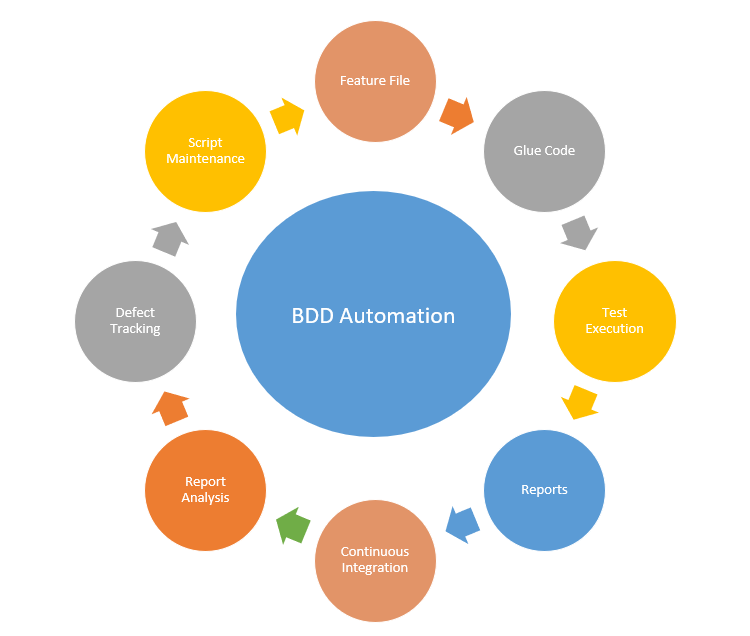 Feature File
Glue Code
Test
Execution
Reports
Continuous
Integration
Report
Analysis
Defect
Tracking
Script
Maintenance
BDD Automation